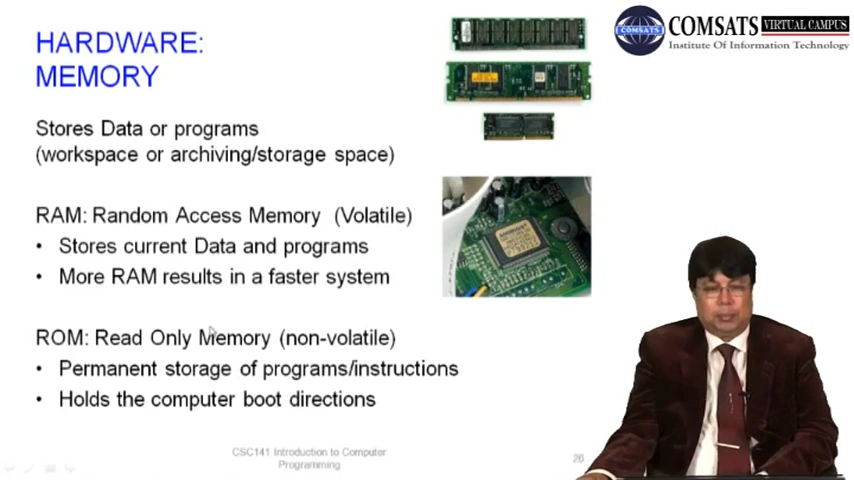 HARDWARE:
MEMORY
COMSATS
COMSATS VIRTUAL CAMPUS
Institute Of Information Technology
Stores Data or programs
(workspace or archiving/storage space)
RAM: Random Access Memory (Volatile)
• Stores current Data and programs
• More RAM results in a faster system
ROM: Read Only Memory (non-volatile)
• Permanent storage of programs/instructions
• Holds the computer boot directions
CSC141 Introduction to Computer
Programming
26